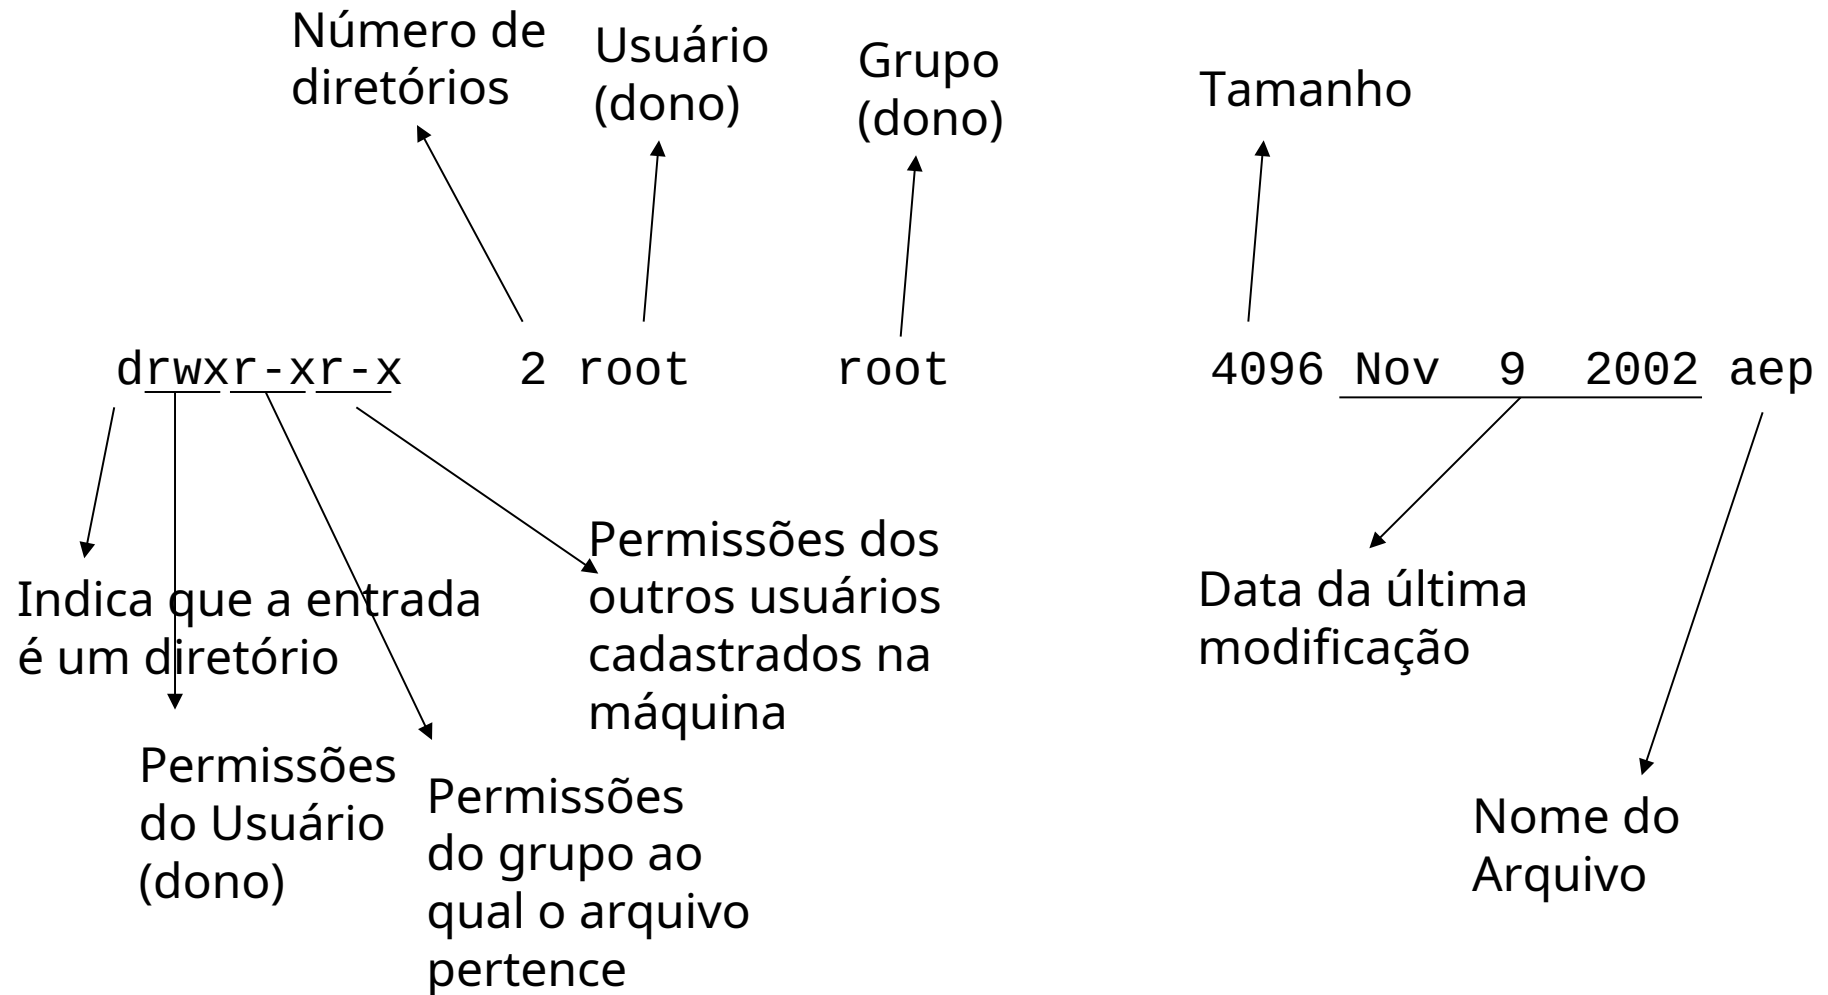 Número de
diretórios
Usuário
(dono)
Grupo
(dono)
Tamanho
drwxr-xr-x 2 root root 4096 Nov 9 2002 aep
Indica que a entrada
é um diretório
Permissões
do Usuário
(dono)
Permissões
do grupo ao
qual o arquivo
pertence
Permissões dos
outros usuários
cadastrados na
máquina
Data da última
modificação
Nome do
Arquivo